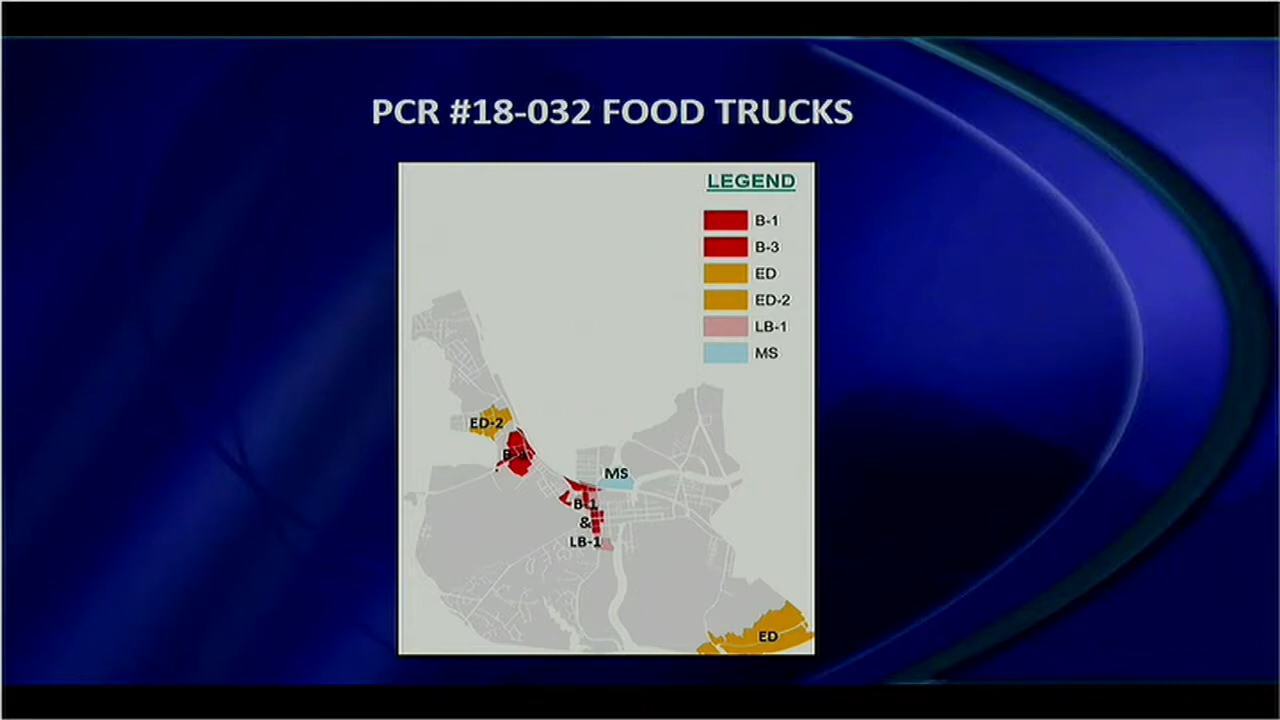 PCR #18-032 FOOD TRUCKS
LEGEND
B-1
B-3
ED
ED-2
LB-1
MS
ED-2
MS
B-1
&
LB-1
ED